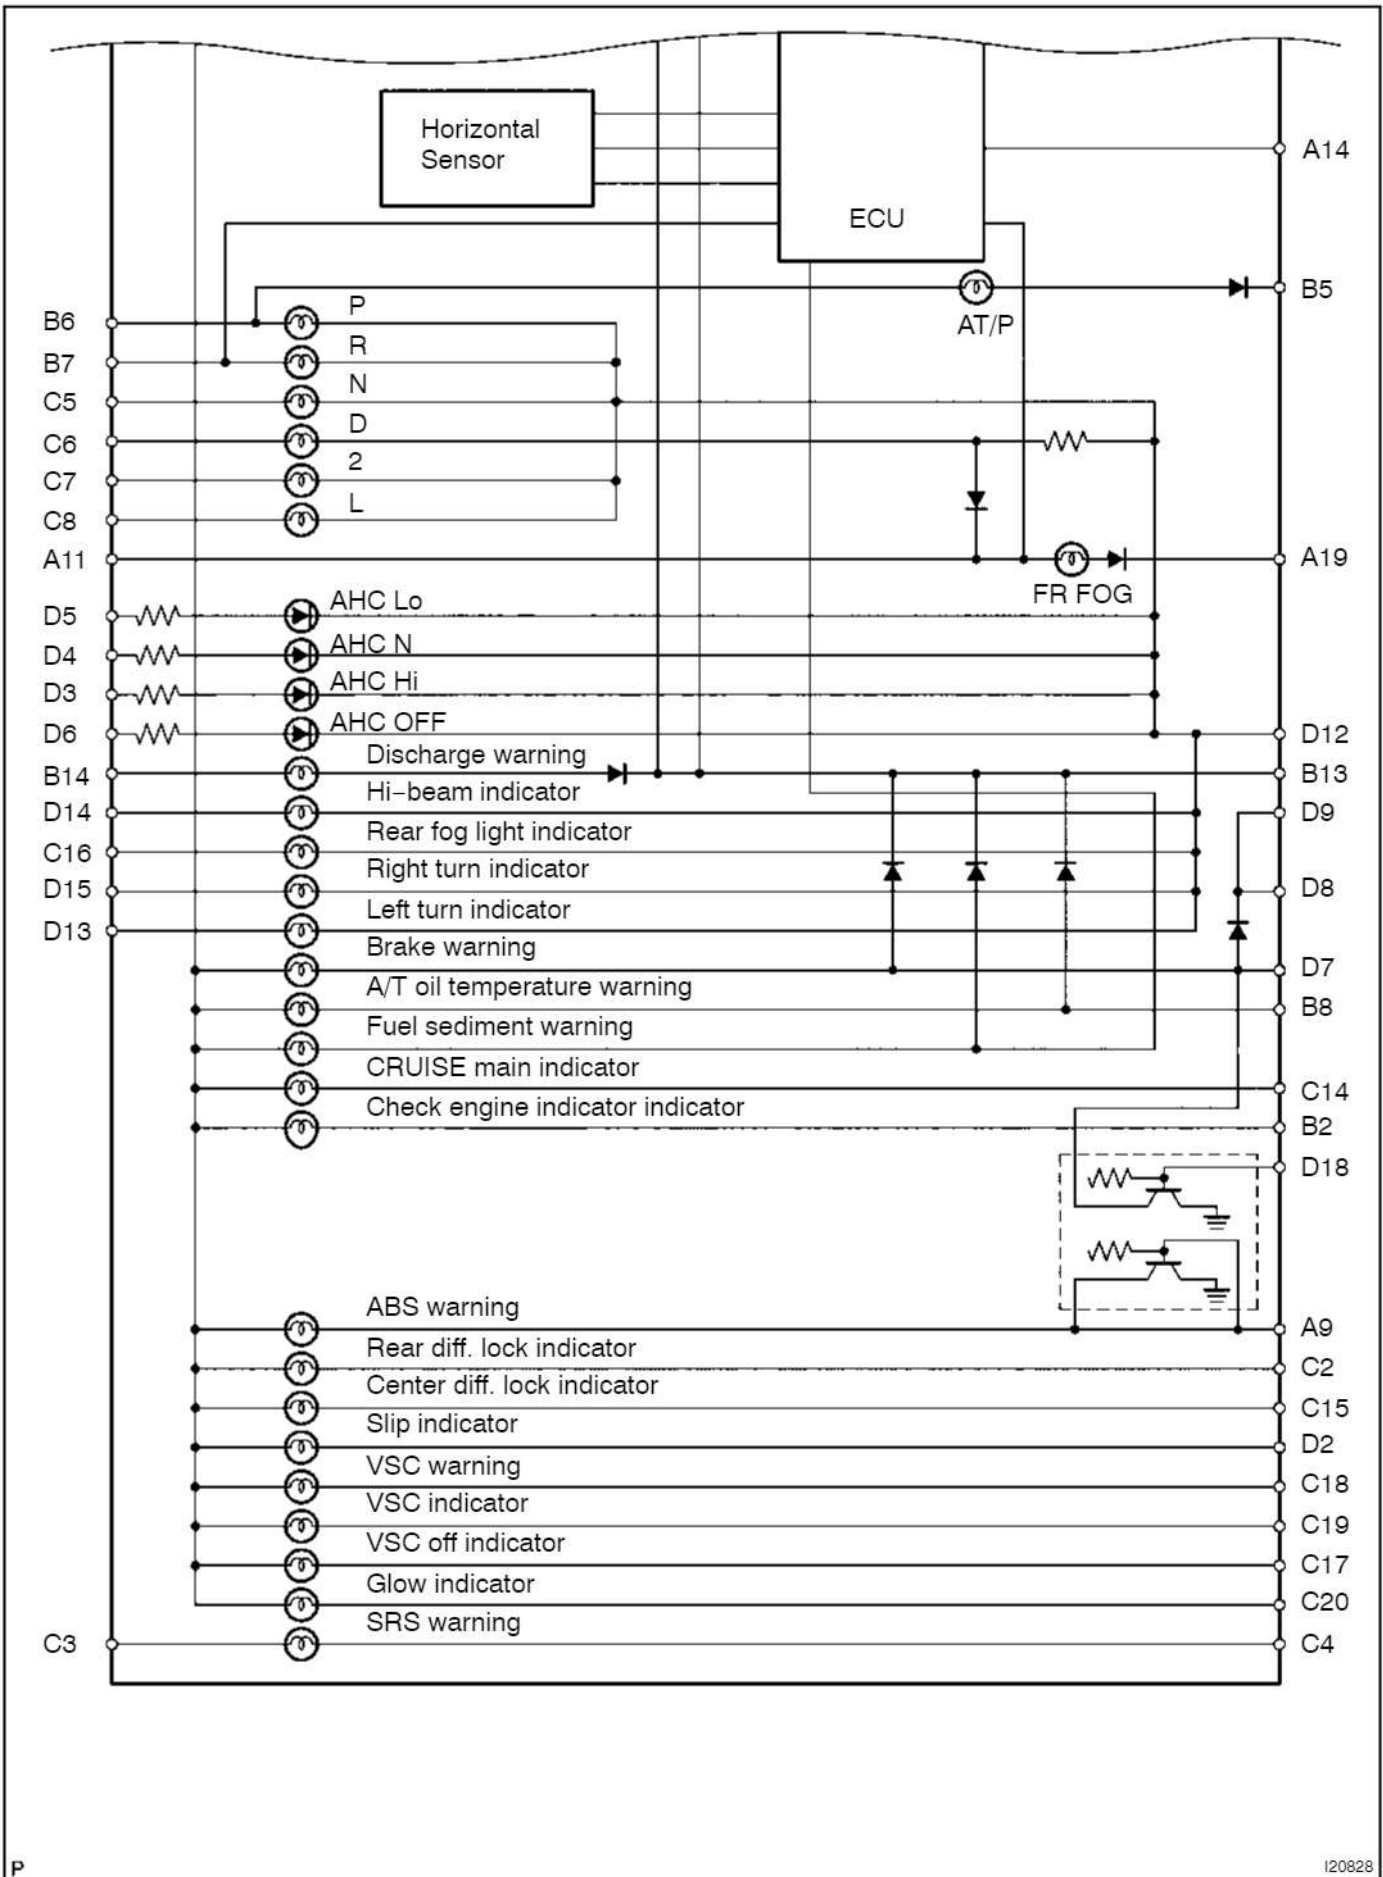 Horizontal
Sensor
ECU
A14
B5
AT/P
B6
P
B7
R
C5
N
C6
D
C7
2
C8
L
A11
A19
FR FOG
D5
AHC Lo
D4
AHC N
D3
AHC Hi
D6
AHC OFF
D12
Discharge warning
B14
B13
Hi−beam indicator
D14
D9
Rear fog light indicator
C16
Right turn indicator
D15
D8
Left turn indicator
D13
Brake warning
D7
A/T oil temperature warning
B8
Fuel sediment warning
CRUISE main indicator
C14
Check engine indicator indicator
B2
D18
ABS warning
A9
Rear diff. lock indicator
C2
Center diff. lock indicator
C15
Slip indicator
D2
VSC warning
C18
VSC indicator
C19
VSC off indicator
C17
Glow indicator
C20
SRS warning
C3
C4
P
I20828